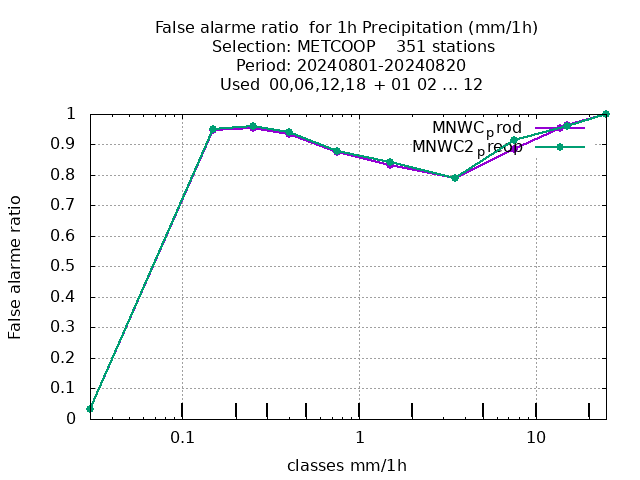 False alarme ratio  for 1h Precipitation (mm/1h)
Selection: METCOOP    351 stations
Period: 20240801-20240820
Used  00,06,12,18  + 01 02 ... 12
MNWCprod
MNWC2preop
1
0.9
0.8
0.7
0.6
0.5
0.4
0.3
0.2
0.1
0
False alarme ratio
0.1
1
10
classes mm/1h